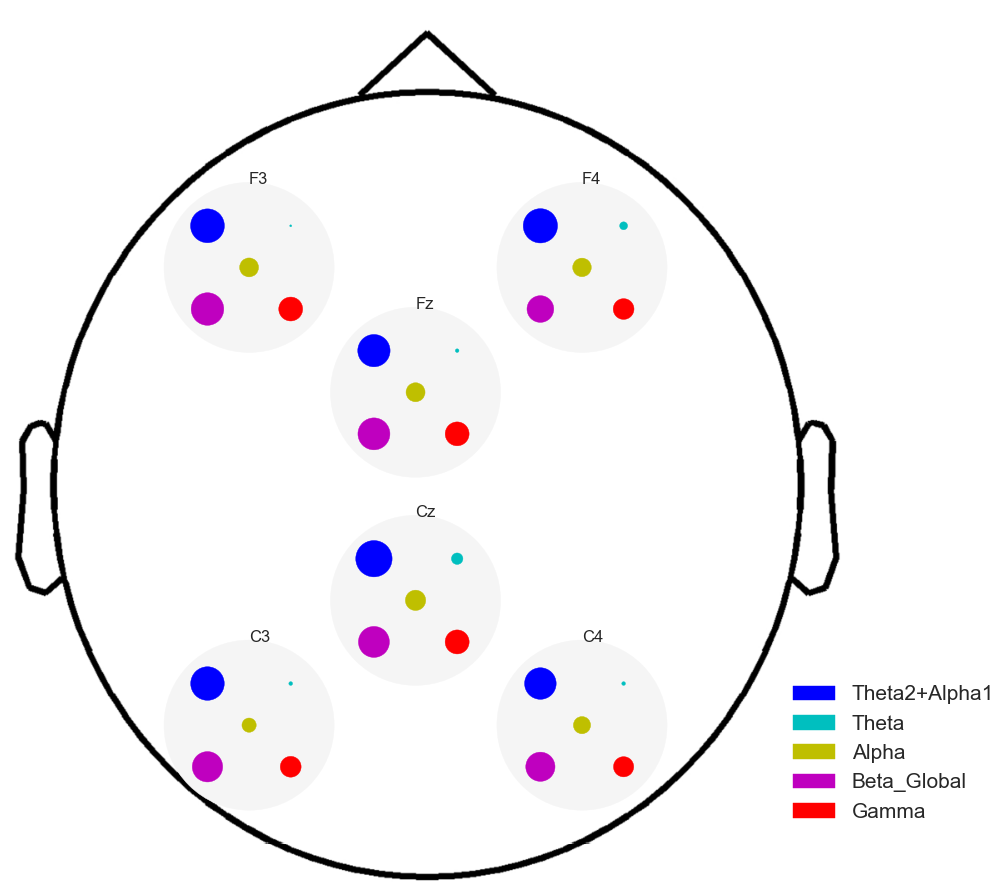 F3
F4
Fz
Cz
C3
C4
Theta2+Alpha1
Theta
Alpha
Beta_Global
Gamma